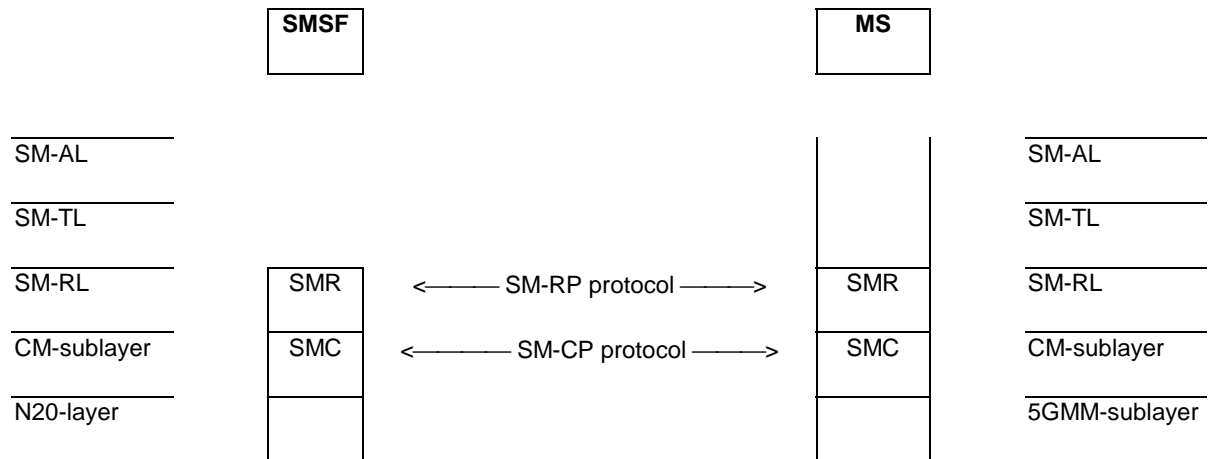 SMSF MS
SM-AL SM-AL
SM-TL SM-TL
SM-RL SMR <——— SM-RP protocol ———> SMR SM-RL
CM-sublayer SMC <———— SM-CP protocol ————> SMC CM-sublayer
N20-layer 5GMM-sublayer